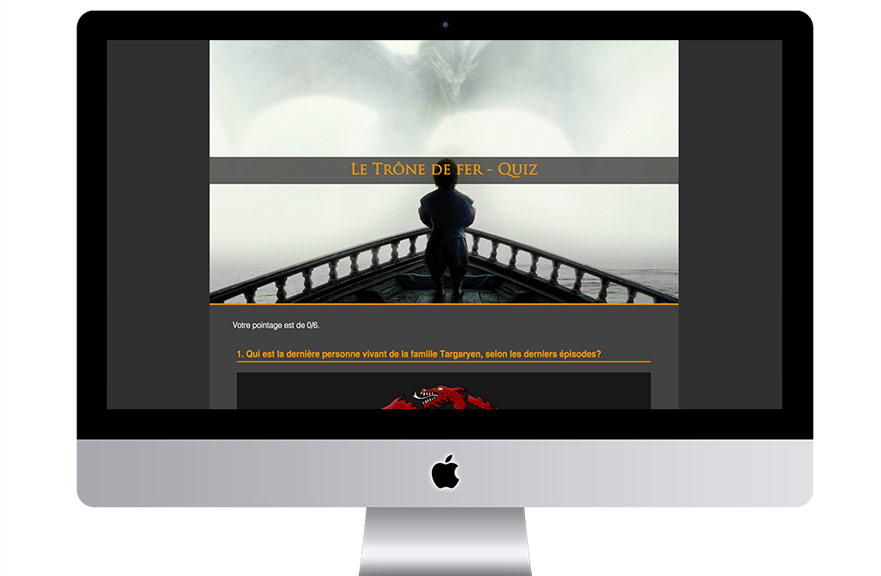 Le Trône de fer - Quiz
Votre pointage est de 0/6.
1. Qui est la dernière personne vivant de la famille Targaryen, selon les derniers épisodes?